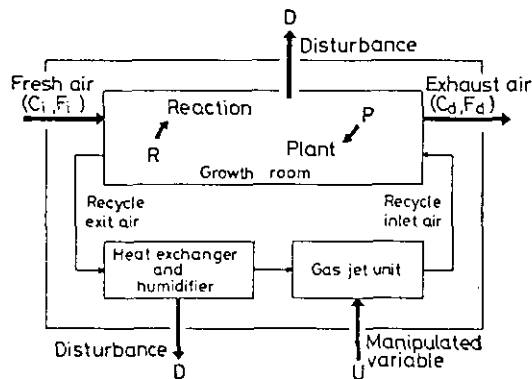 D
Disturbance
Fresh air
(Ci,Fi)
Exhaust air
(Cd,Fd)
Reaction
R
P
Plant
Growth room
Recycle
exit air
Recycle
inlet air
Heat exchanger
and
humidifier
Gas jet unit
Disturbance
D
Manipulated
variable
U